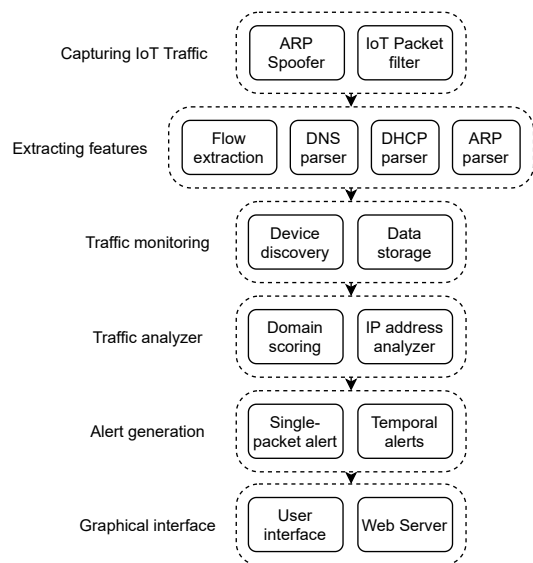 Capturing IoT Traffic
ARP
Spoofer
IoT Packet
filter
Extracting features
Flow
extraction
DNS
parser
DHCP
parser
ARP
parser
Traffic monitoring
Device
discovery
Data
storage
Traffic analyzer
Domain
scoring
IP address
analyzer
Alert generation
Single-
packet alert
Temporal
alerts
Graphical interface
User
interface
Web Server